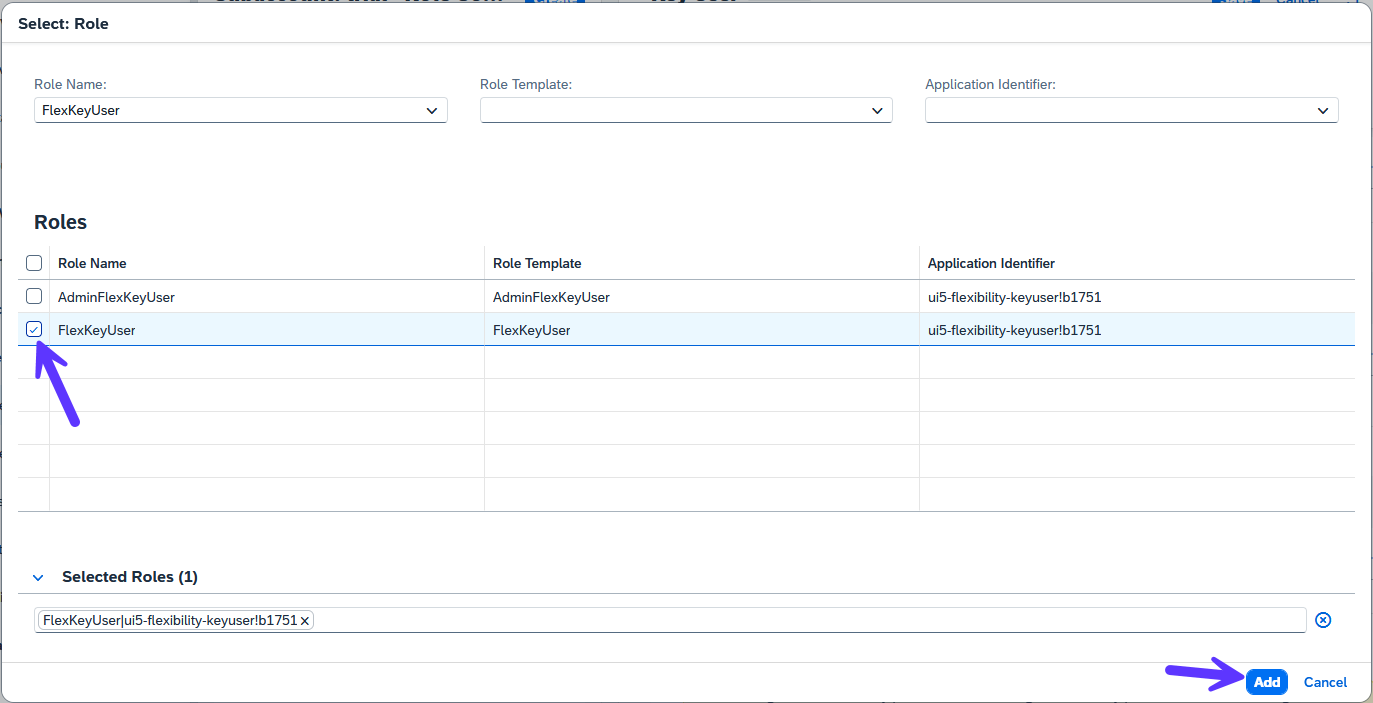 Select: Role
Role Name: Role Template: Application Identifier:
FlexKeyUser
Roles
Role Name Role Template Application Identifier
AdminFlexKeyUser AdminFlexKeyUser ui5-flexibility-keyuser!b1751
FlexKeyUser FlexKeyUser ui5-flexibility-keyuser!b1751
Selected Roles (1)
FlexKeyUser|ui5-flexibility-keyuser!b1751
Add Cancel